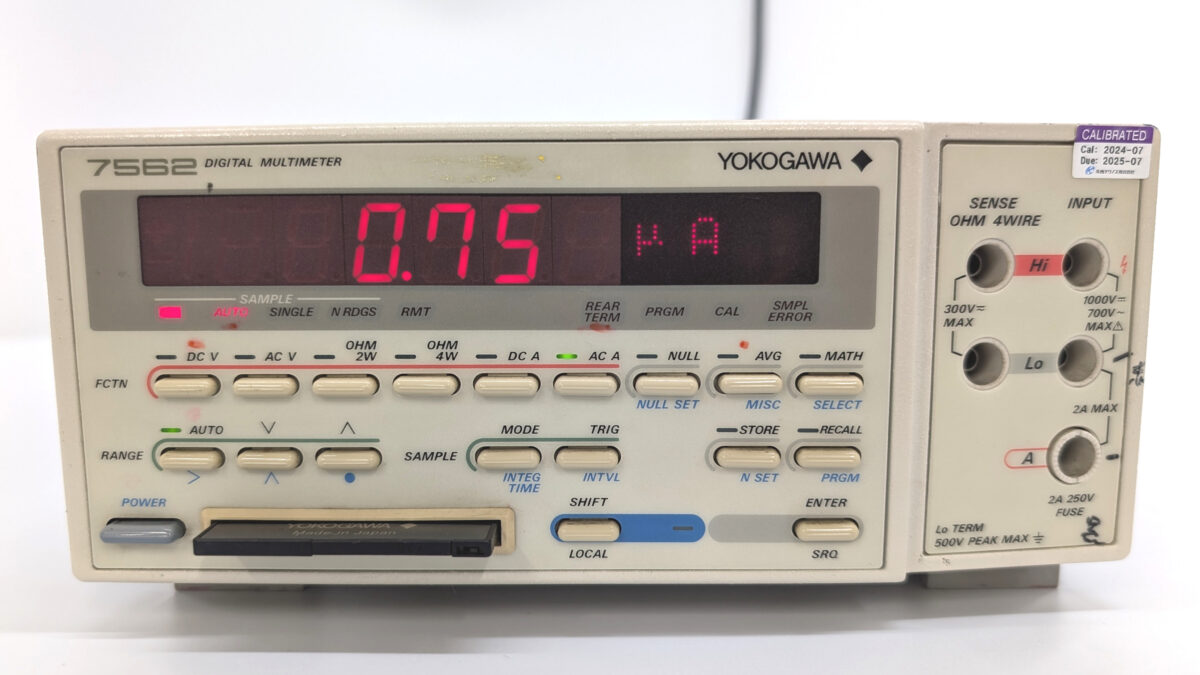 7562 DIGITAL MULTIMETER
YOKOGAWA
CALIBRATED
Cal: 2024-07
Due: 2025-07
0.75 μA
SAMPLE
AUTO SINGLE N RDGS RMT
REAR TERM PRGM CAL SMPL ERROR
FCTN
DC V AC V OHM 2W OHM 4W DC A AC A NULL AVG MATH
NULL SET MISC SELECT
RANGE
AUTO ∨ ∧
> ∧ •
SAMPLE
MODE TRIG STORE RECALL
INTEG TIME INTVL N SET PRGM
POWER
YOKOGAWA
Made in Japan
SHIFT ENTER
–
LOCAL SRQ
SENSE
OHM 4WIRE
INPUT
Hi
300V⎓
MAX
1000V⎓
700V~
MAX⚠
Lo
2A MAX
A
2A 250V
FUSE
Lo TERM
500V PEAK MAX